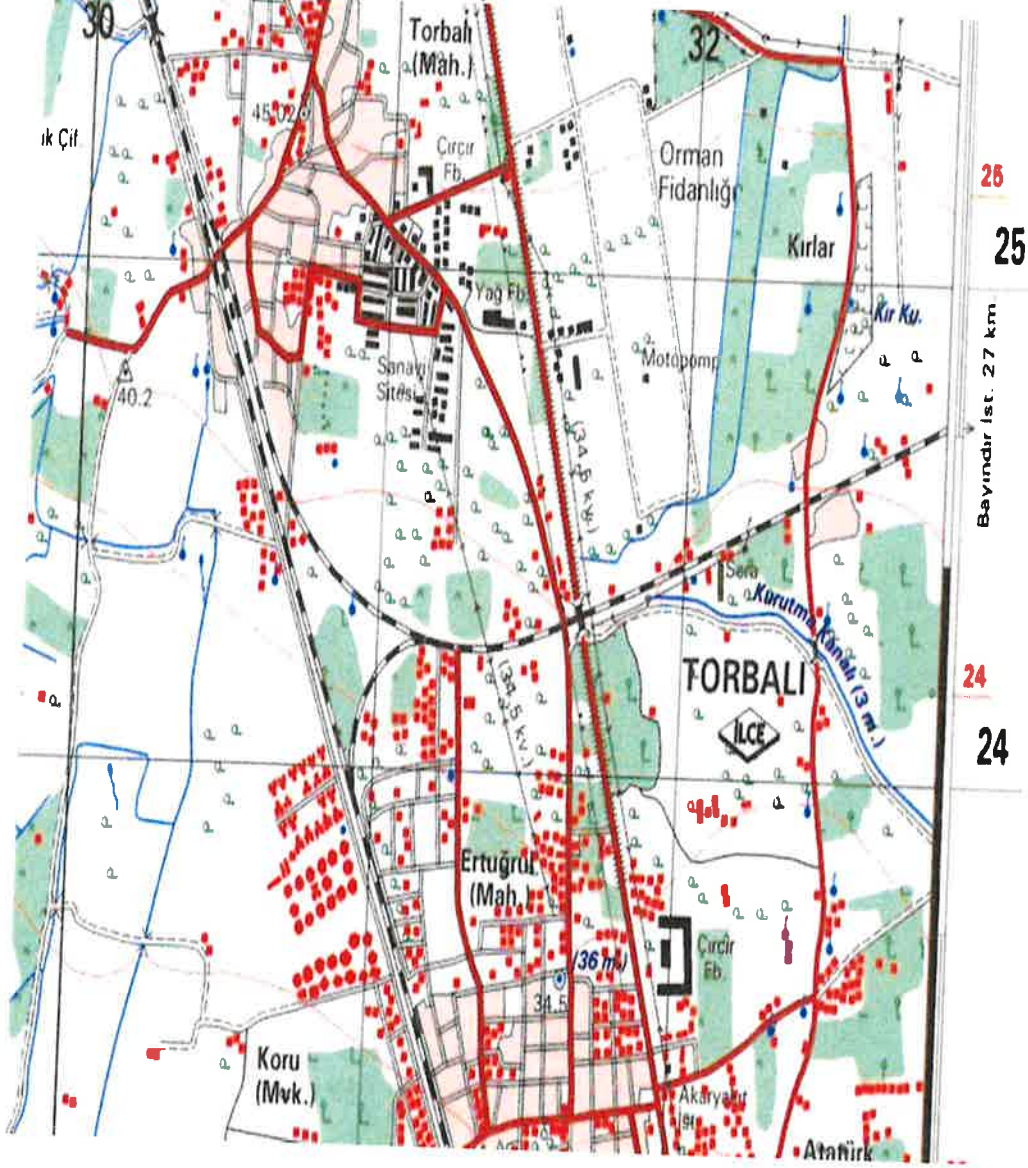 30
Torbalı
(Mah.)
32
ık Çif
45.02
Çırçır
Fb.
Orman
Fidanlığı
26
25
Kırlar
Yağ Fb.
Kır Ku.
Motopomp
Sanayi
Sitesi
40.2
Bayındır İst. 27 km.
(34.5 kv.)
Sera
Kurutma Kanalı (3 m.)
TORBALI
İLÇE
24
24
(34.5 kv.)
Ertuğrul
(Mah.)
(36 m.)
34.5
Çırçır
Fb.
Koru
(Mvk.)
Akaryakıt
Atatürk